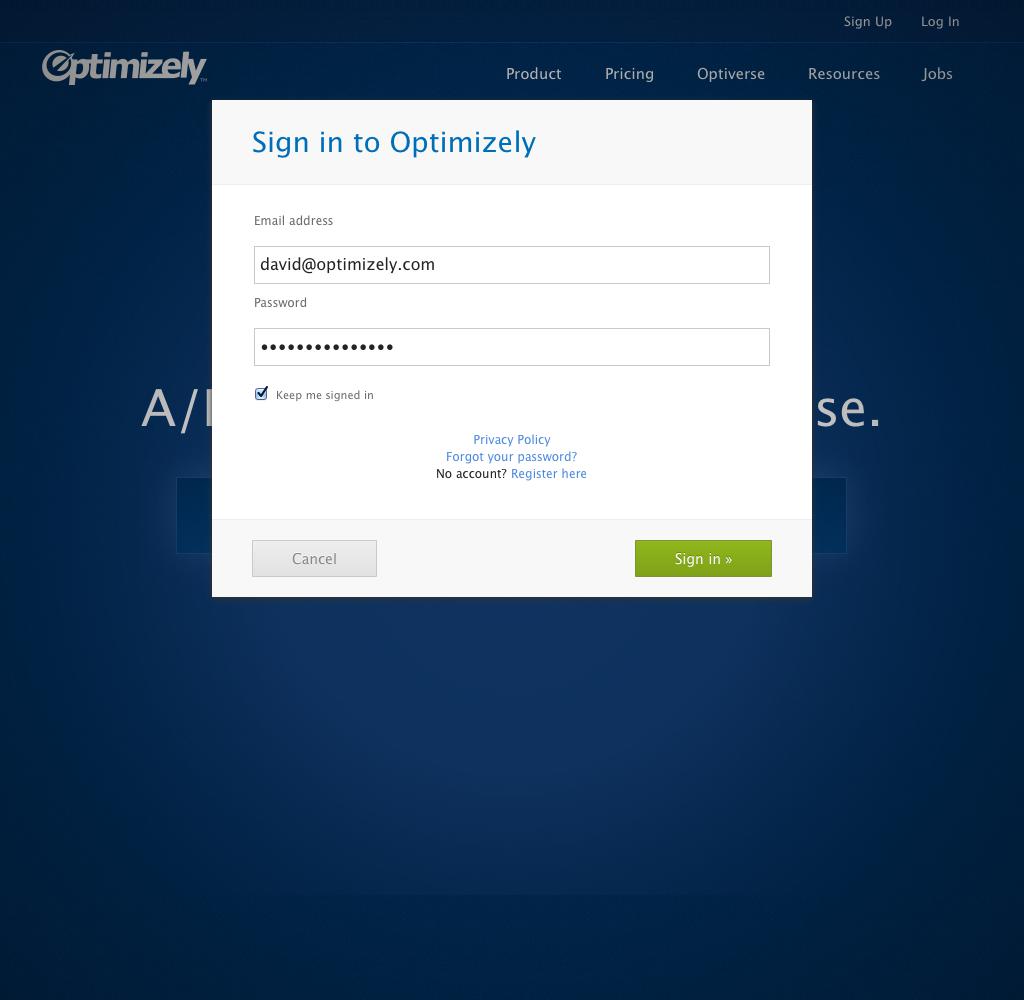 Sign Up Log In
Optimizely™
Product Pricing Optiverse Resources Jobs
Sign in to Optimizely
Email address
david@optimizely.com
Password
•••••••••••••••
Keep me signed in
A/ se.
Privacy Policy
Forgot your password?
No account? Register here
Cancel Sign in »